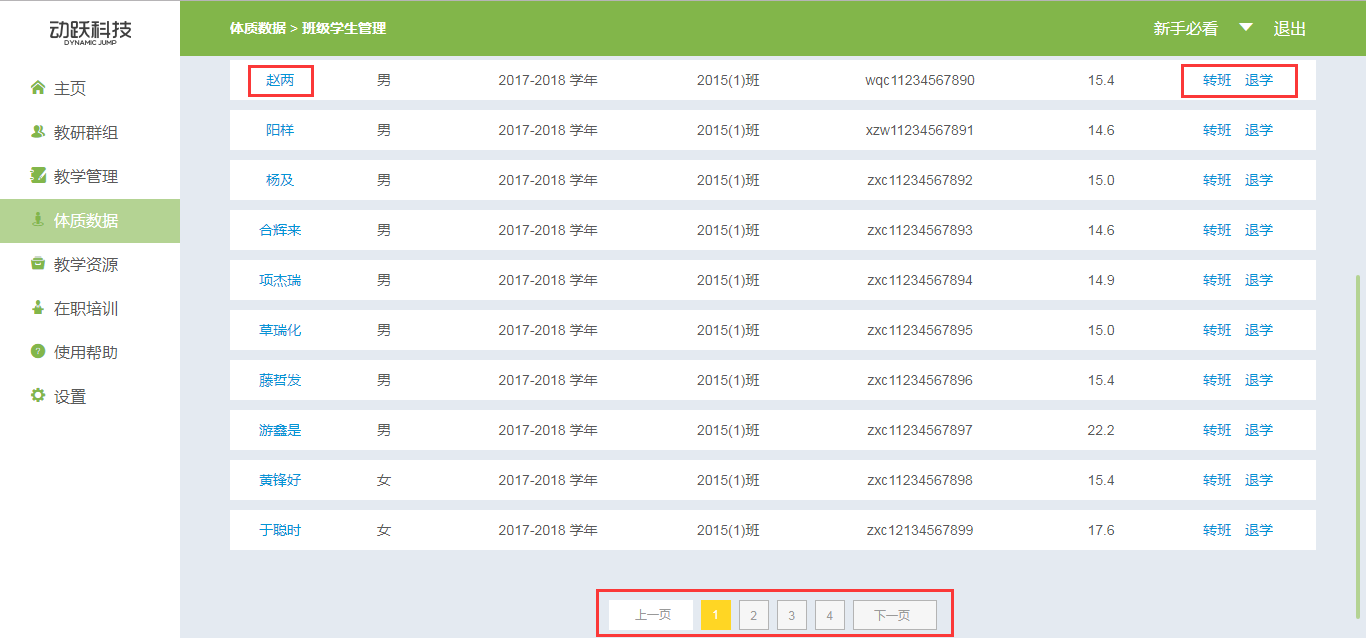 动跃科技
DYNAMIC JUMP
体质数据 > 班级学生管理
新手必看 退出
主页
教研群组
教学管理
体质数据
教学资源
在职培训
使用帮助
设置
赵两 男 2017-2018 学年 2015(1)班 wqc11234567890 15.4 转班 退学
阳样 男 2017-2018 学年 2015(1)班 xzw11234567891 14.6 转班 退学
杨及 男 2017-2018 学年 2015(1)班 zxc11234567892 15.0 转班 退学
合辉来 男 2017-2018 学年 2015(1)班 zxc11234567893 14.6 转班 退学
项杰瑞 男 2017-2018 学年 2015(1)班 zxc11234567894 14.9 转班 退学
草瑞化 男 2017-2018 学年 2015(1)班 zxc11234567895 15.0 转班 退学
藤哲发 男 2017-2018 学年 2015(1)班 zxc11234567896 15.4 转班 退学
游鑫是 男 2017-2018 学年 2015(1)班 zxc11234567897 22.2 转班 退学
黄锋好 女 2017-2018 学年 2015(1)班 zxc11234567898 15.4 转班 退学
于聪时 女 2017-2018 学年 2015(1)班 zxc12134567899 17.6 转班 退学
上一页 1 2 3 4 下一页